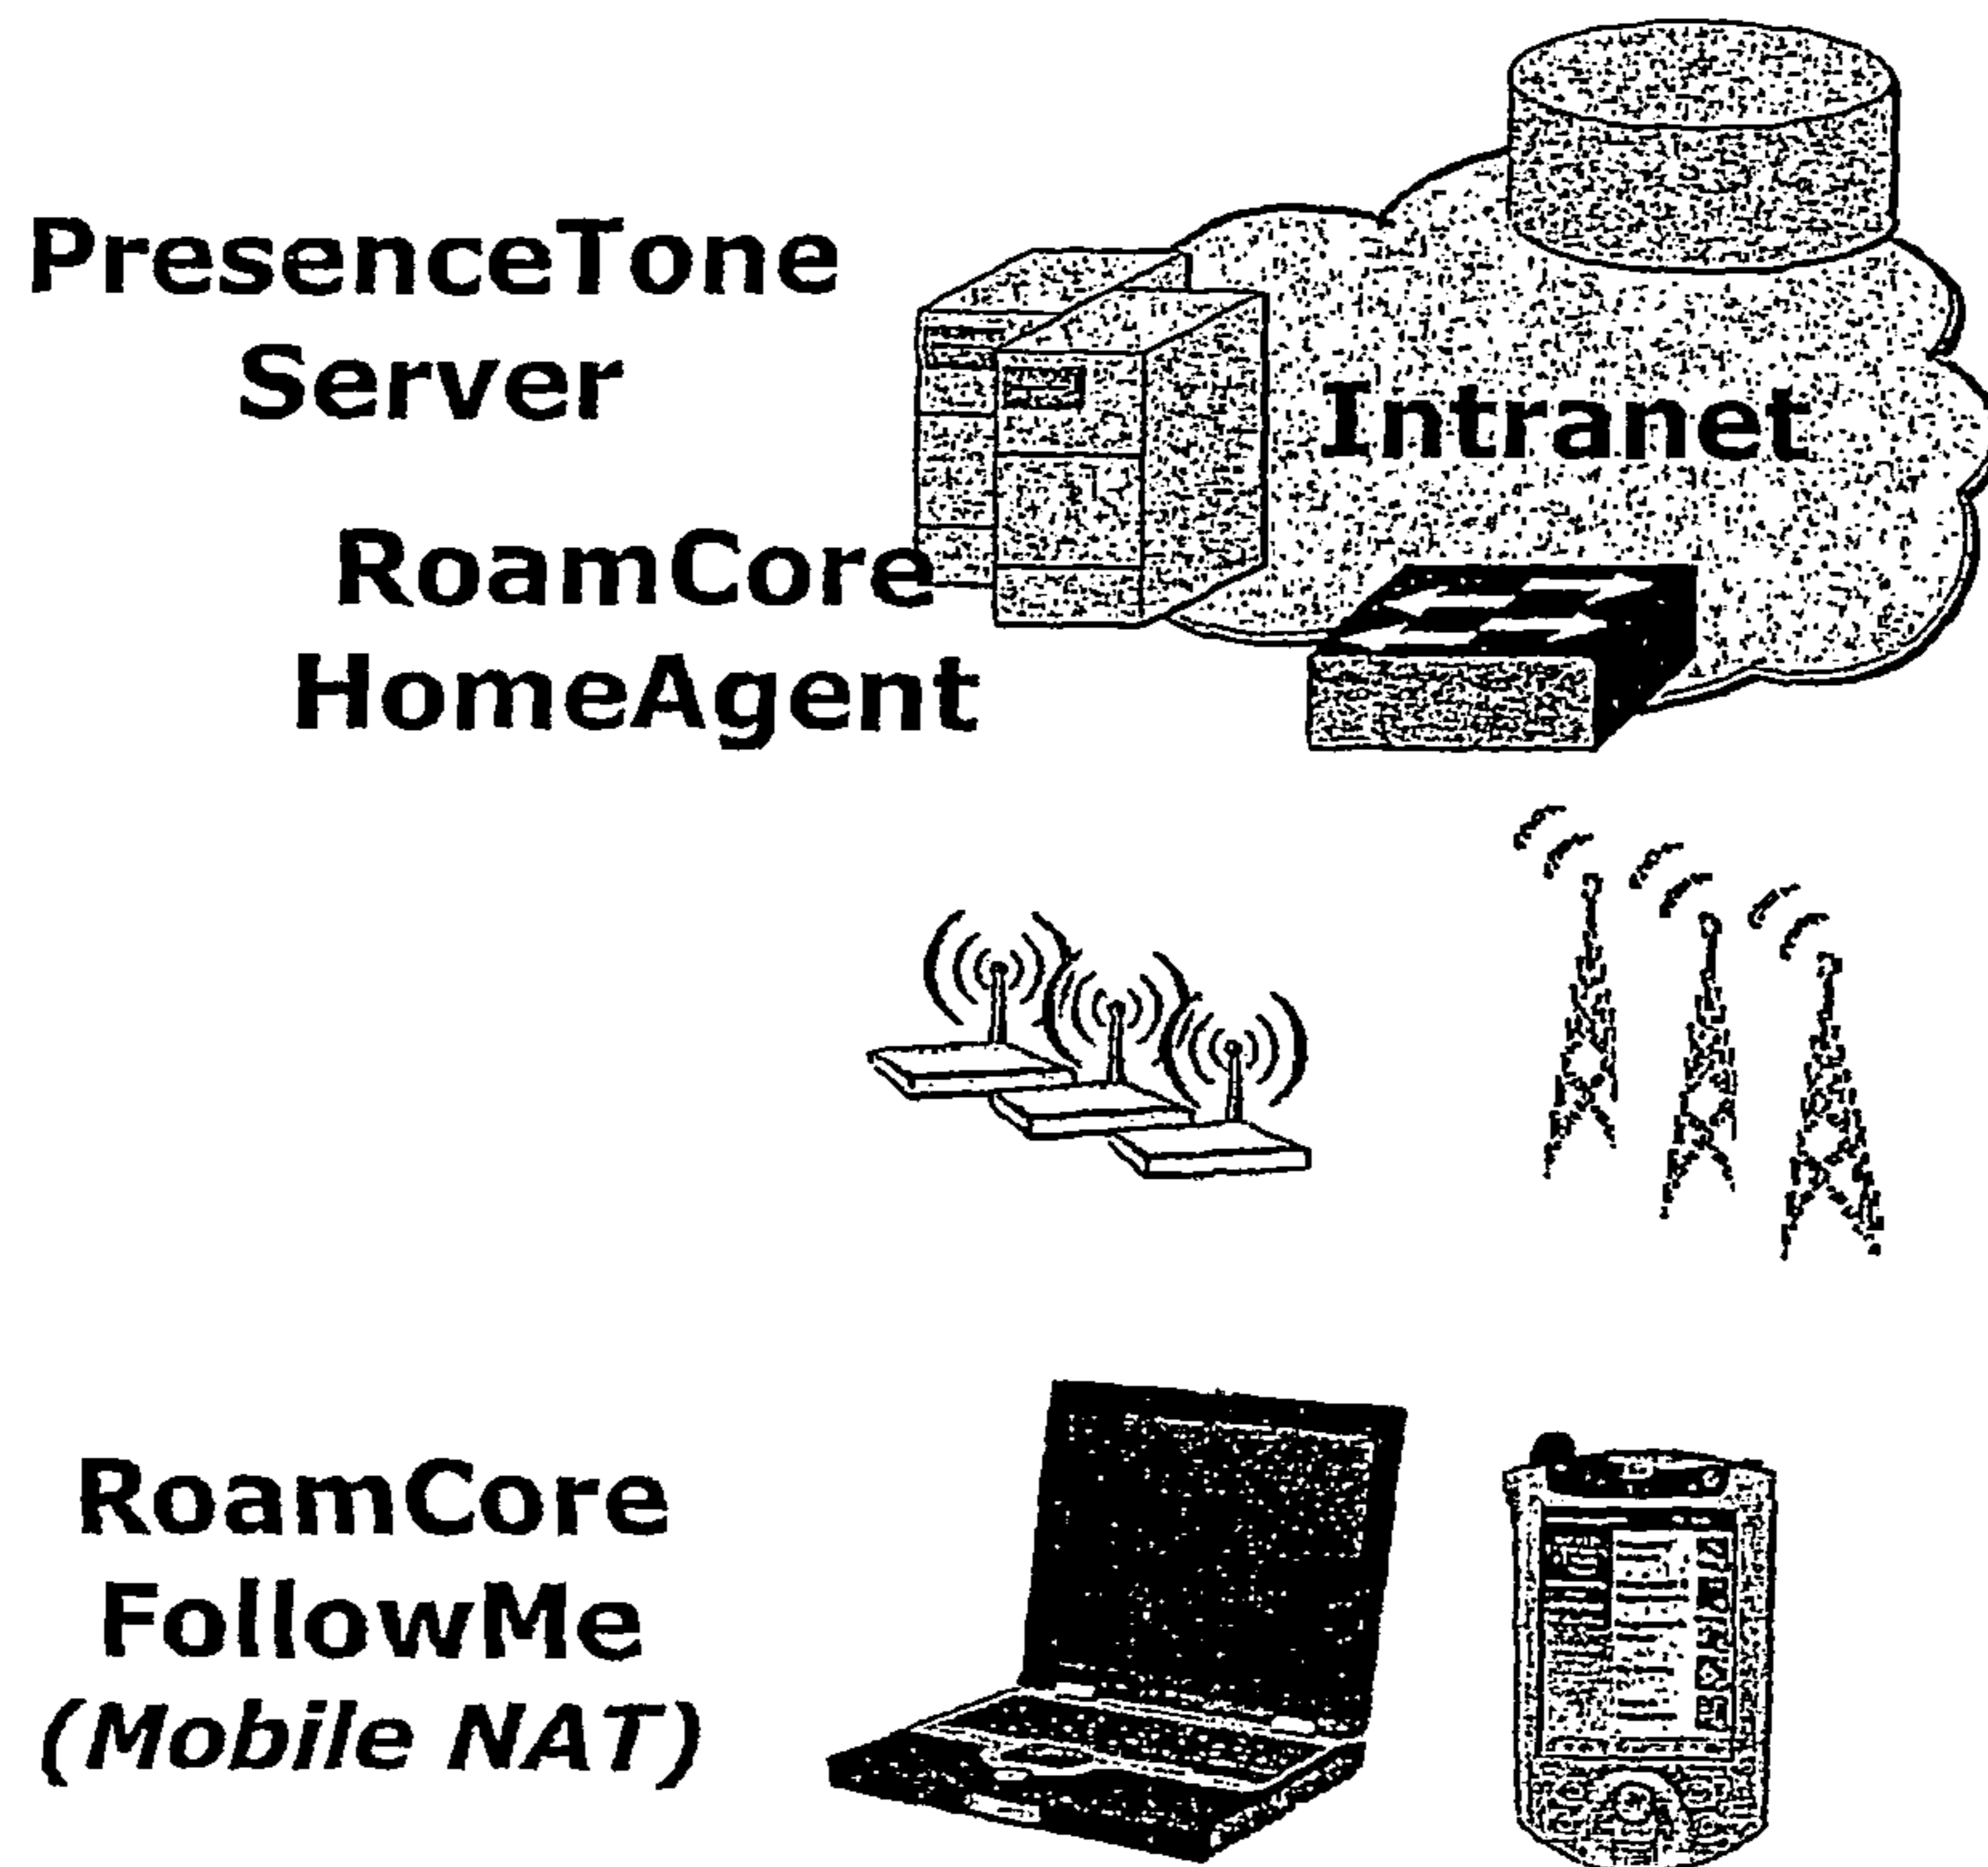 PresenceTone
Server
Intranet
RoamCore
HomeAgent
RoamCore
FollowMe
(Mobile NAT)